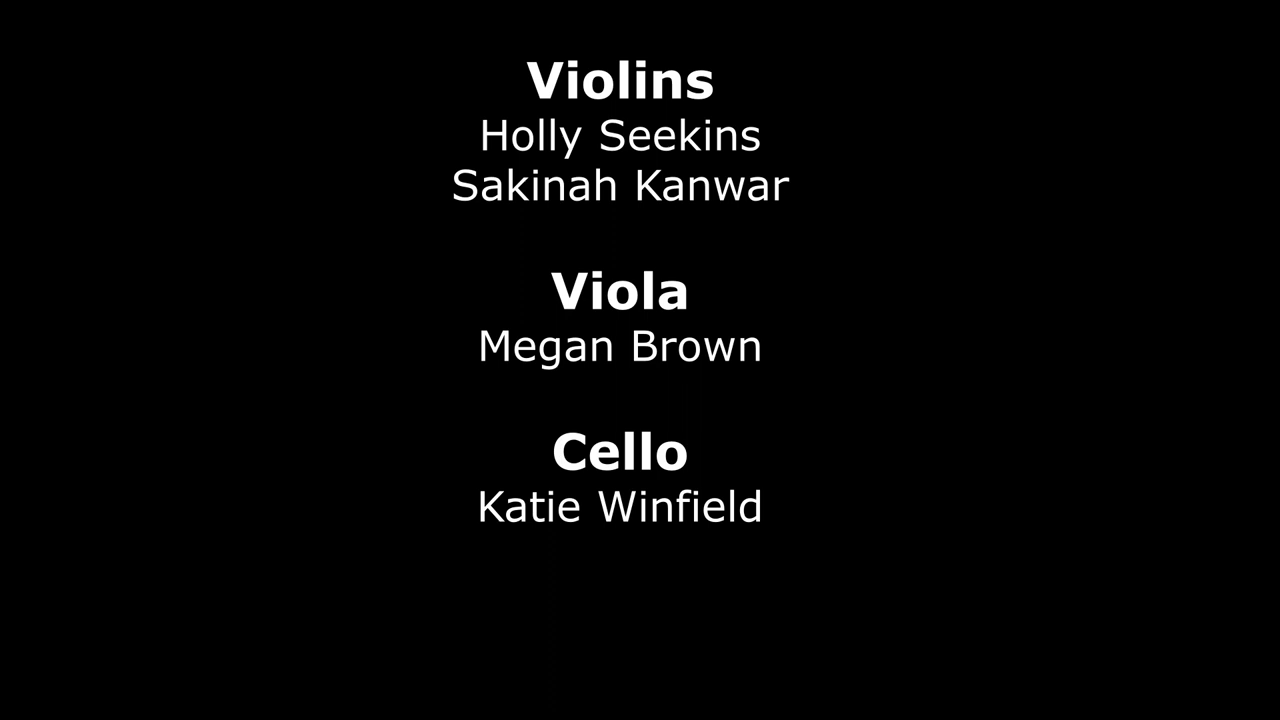 Violins
Holly Seekins
Sakinah Kanwar
Viola
Megan Brown
Cello
Katie Winfield